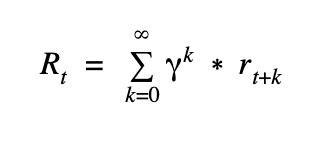 R_t = ∑_{k=0}^{∞} γ^k * r_{t+k}